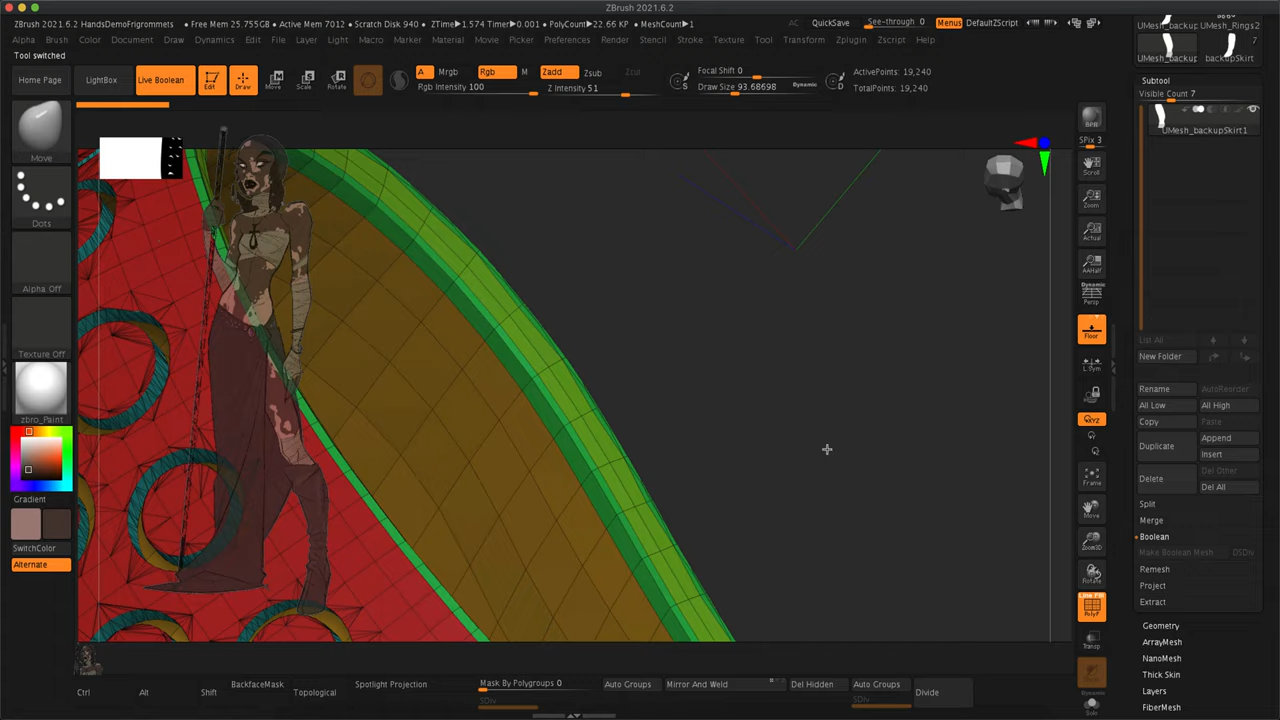 ZBrush 2021.6.2
ZBrush 2021.6.2 HandsDemoFrigrommets • Free Mem 25.755GB • Active Mem 7012 • Scratch Disk 940 • ZTime▸1.574 Timer▸0.001 • PolyCount▸22.66 KP • MeshCount▸1 AC QuickSave See-through 0 Menus DefaultZScript
Alpha Brush Color Document Draw Dynamics Edit File Layer Light Macro Marker Material Movie Picker Preferences Render Stencil Stroke Texture Tool Transform Zplugin Zscript Help
Tool switched
Home Page LightBox Live Boolean Edit Draw Move Scale Rotate A Mrgb Rgb M Zadd Zsub Zcut Focal Shift 0 ActivePoints: 19,240
Rgb Intensity 100 Z Intensity 51 S Draw Size 93.68698 Dynamic D TotalPoints: 19,240
Move
Dots
Alpha Off
Texture Off
zbro_Paint
Gradient
SwitchColor
Alternate
BPR
SPix 3
Scroll
Zoom
Actual
AAHalf
Dynamic
Persp
Floor
L.Sym
XYZ
Frame
Move
Zoom3D
Rotate
Line Fill
PolyF
Transp
Dynamic
Solo
UMesh_backup UMesh_Rings2
7
UMesh_backup backupSkirt
Subtool
Visible Count 7
UMesh_backupSkirt1
List All
New Folder
Rename AutoReorder
All Low All High
Copy Paste
Duplicate Append
Insert
Delete Del Other
Del All
Split
Merge
Boolean
Make Boolean Mesh DSDiv
Remesh
Project
Extract
Geometry
ArrayMesh
NanoMesh
Thick Skin
Layers
FiberMesh
Ctrl Alt Shift BackfaceMask Topological Spotlight Projection Mask By Polygroups 0 Auto Groups Mirror And Weld Del Hidden Auto Groups Divide
SDiv SDiv